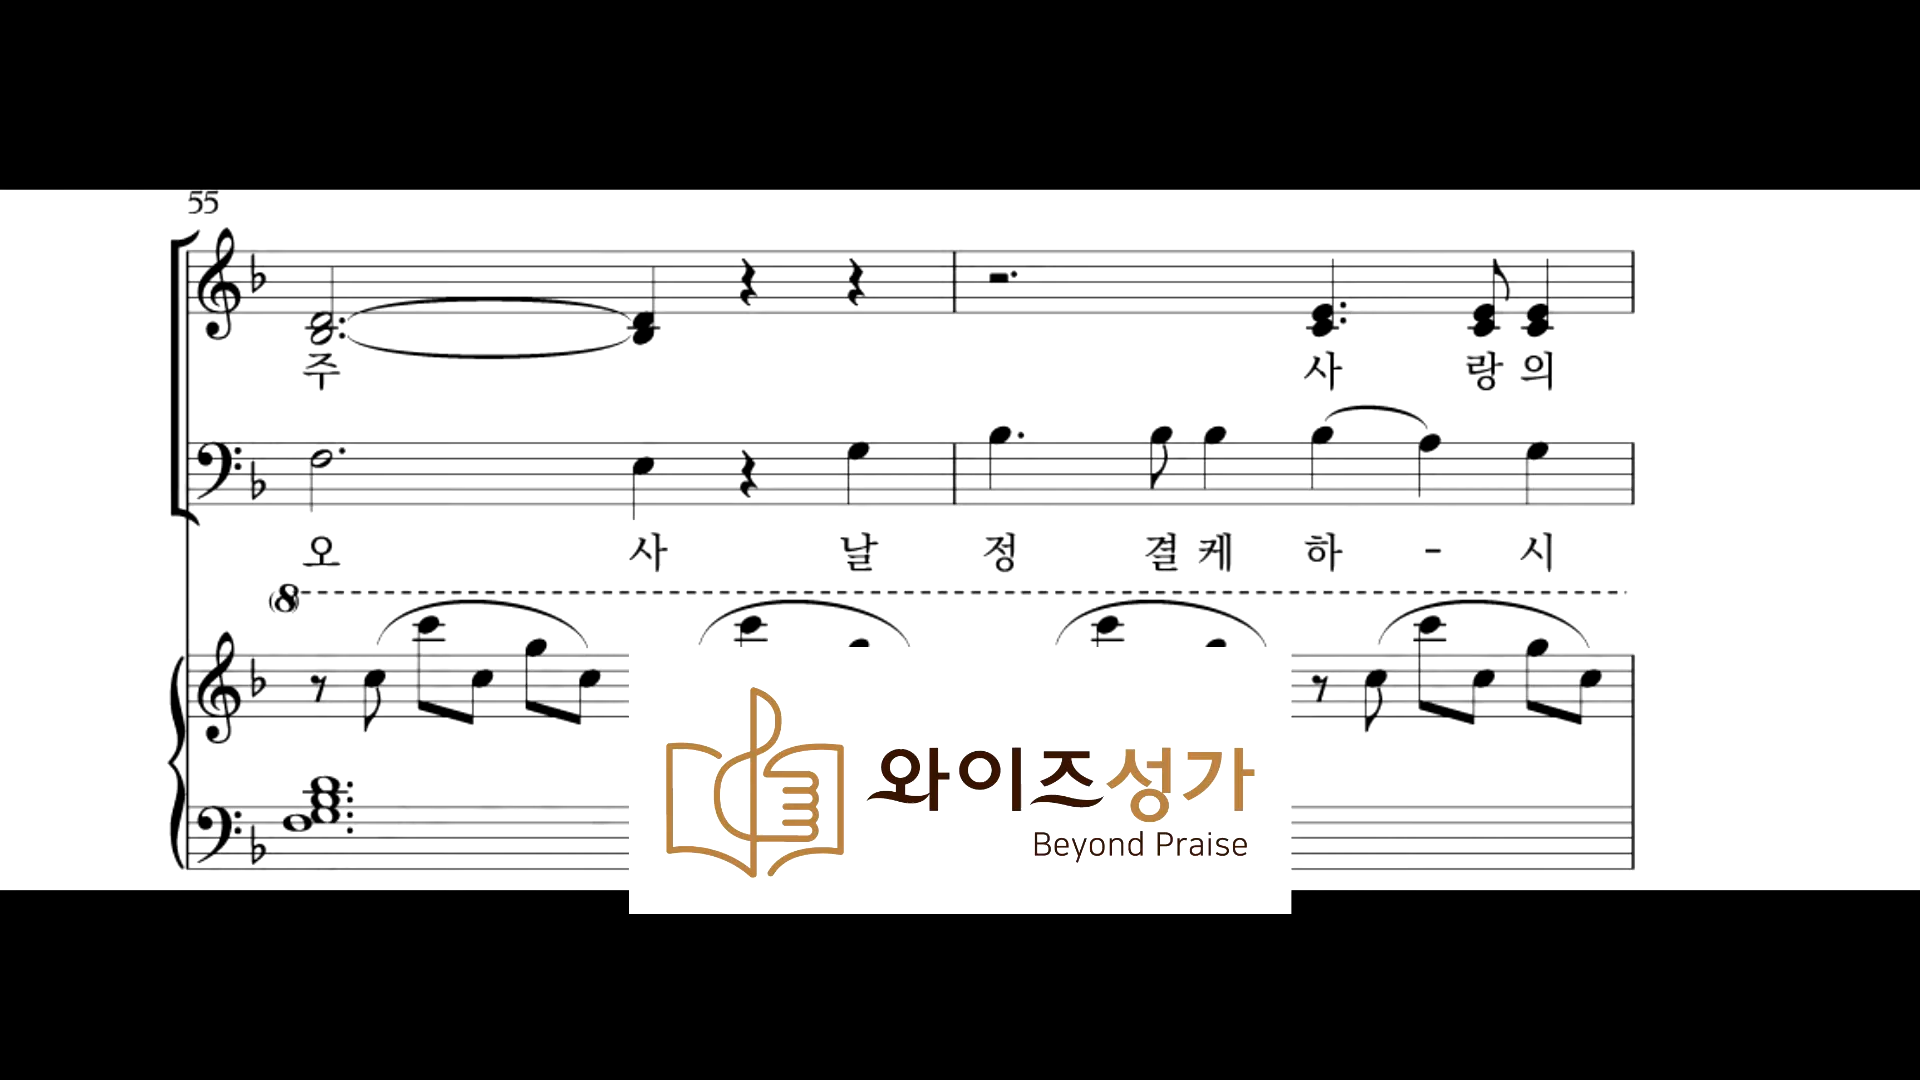 55
주 사 랑 의
오 사 날 정 결 케 하 - 시
(8)
와이즈성가
Beyond Praise